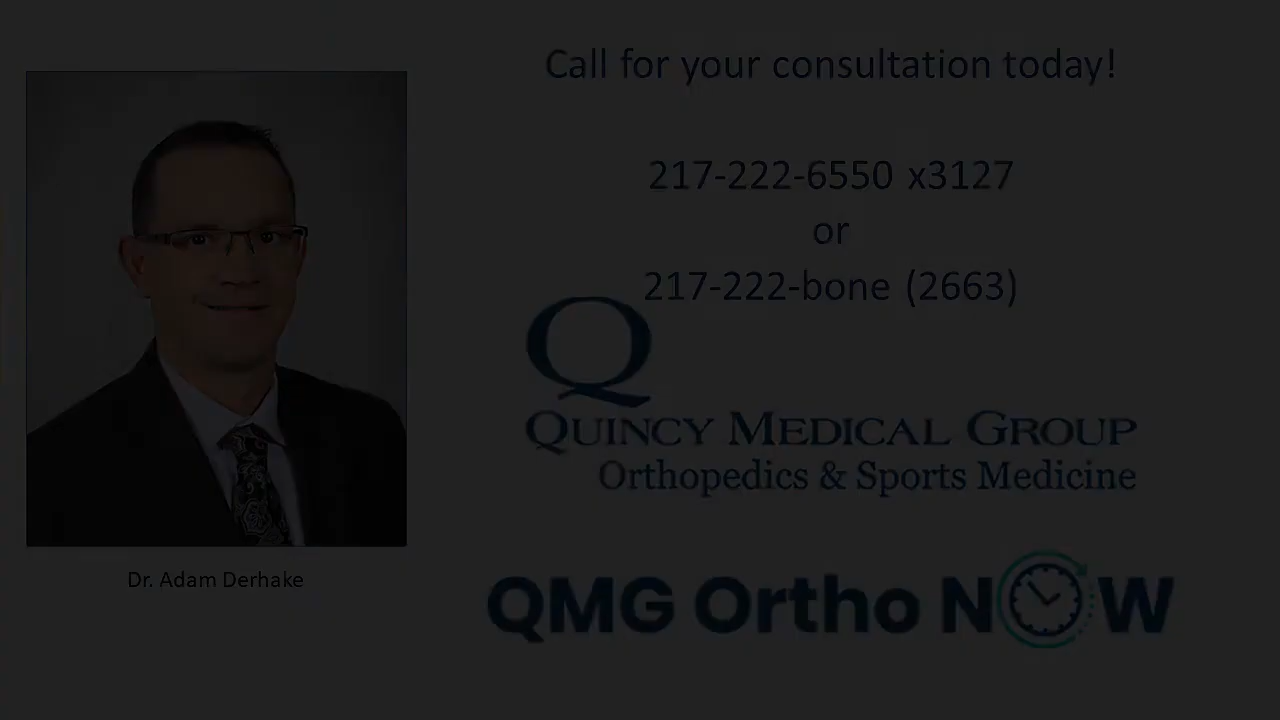 Call for your consultation today!
217-222-6550 x3127
or
217-222-bone (2663)
Q
QUINCY MEDICAL GROUP
Orthopedics & Sports Medicine
Dr. Adam Derhake
QMG Ortho NOW